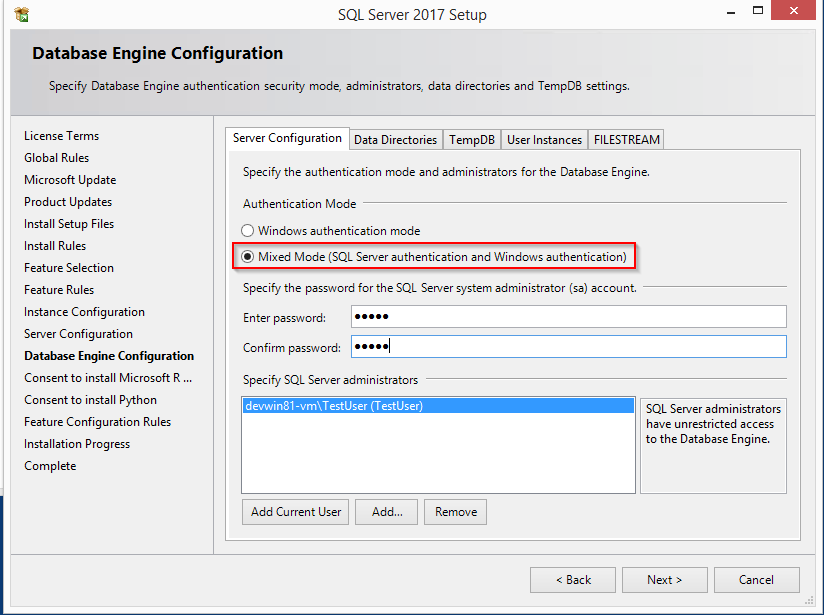 SQL Server 2017 Setup
Database Engine Configuration
Specify Database Engine authentication security mode, administrators, data directories and TempDB settings.
License Terms
Global Rules
Microsoft Update
Product Updates
Install Setup Files
Install Rules
Feature Selection
Feature Rules
Instance Configuration
Server Configuration
Database Engine Configuration
Consent to install Microsoft R ...
Consent to install Python
Feature Configuration Rules
Installation Progress
Complete
Server Configuration Data Directories TempDB User Instances FILESTREAM
Specify the authentication mode and administrators for the Database Engine.
Authentication Mode
Windows authentication mode
Mixed Mode (SQL Server authentication and Windows authentication)
Specify the password for the SQL Server system administrator (sa) account.
Enter password: •••••
Confirm password: •••••
Specify SQL Server administrators
devwin81-vm\TestUser (TestUser)
SQL Server administrators
have unrestricted access
to the Database Engine.
Add Current User Add... Remove
< Back Next > Cancel